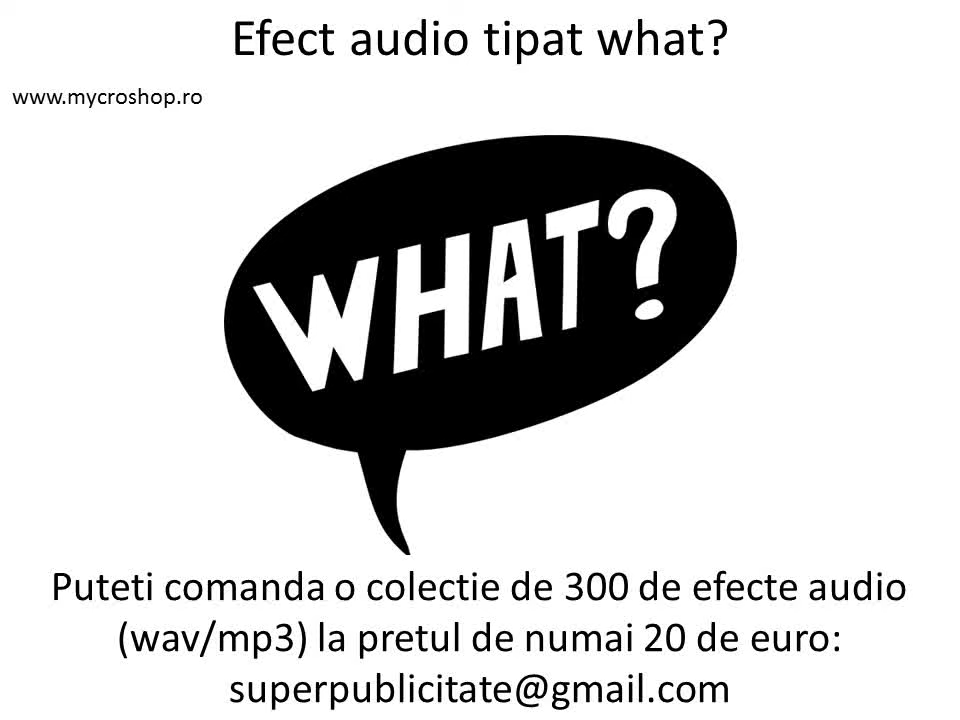 Efect audio tipat what?
www.mycroshop.ro
WHAT?
Puteti comanda o colectie de 300 de efecte audio
(wav/mp3) la pretul de numai 20 de euro:
superpublicitate@gmail.com